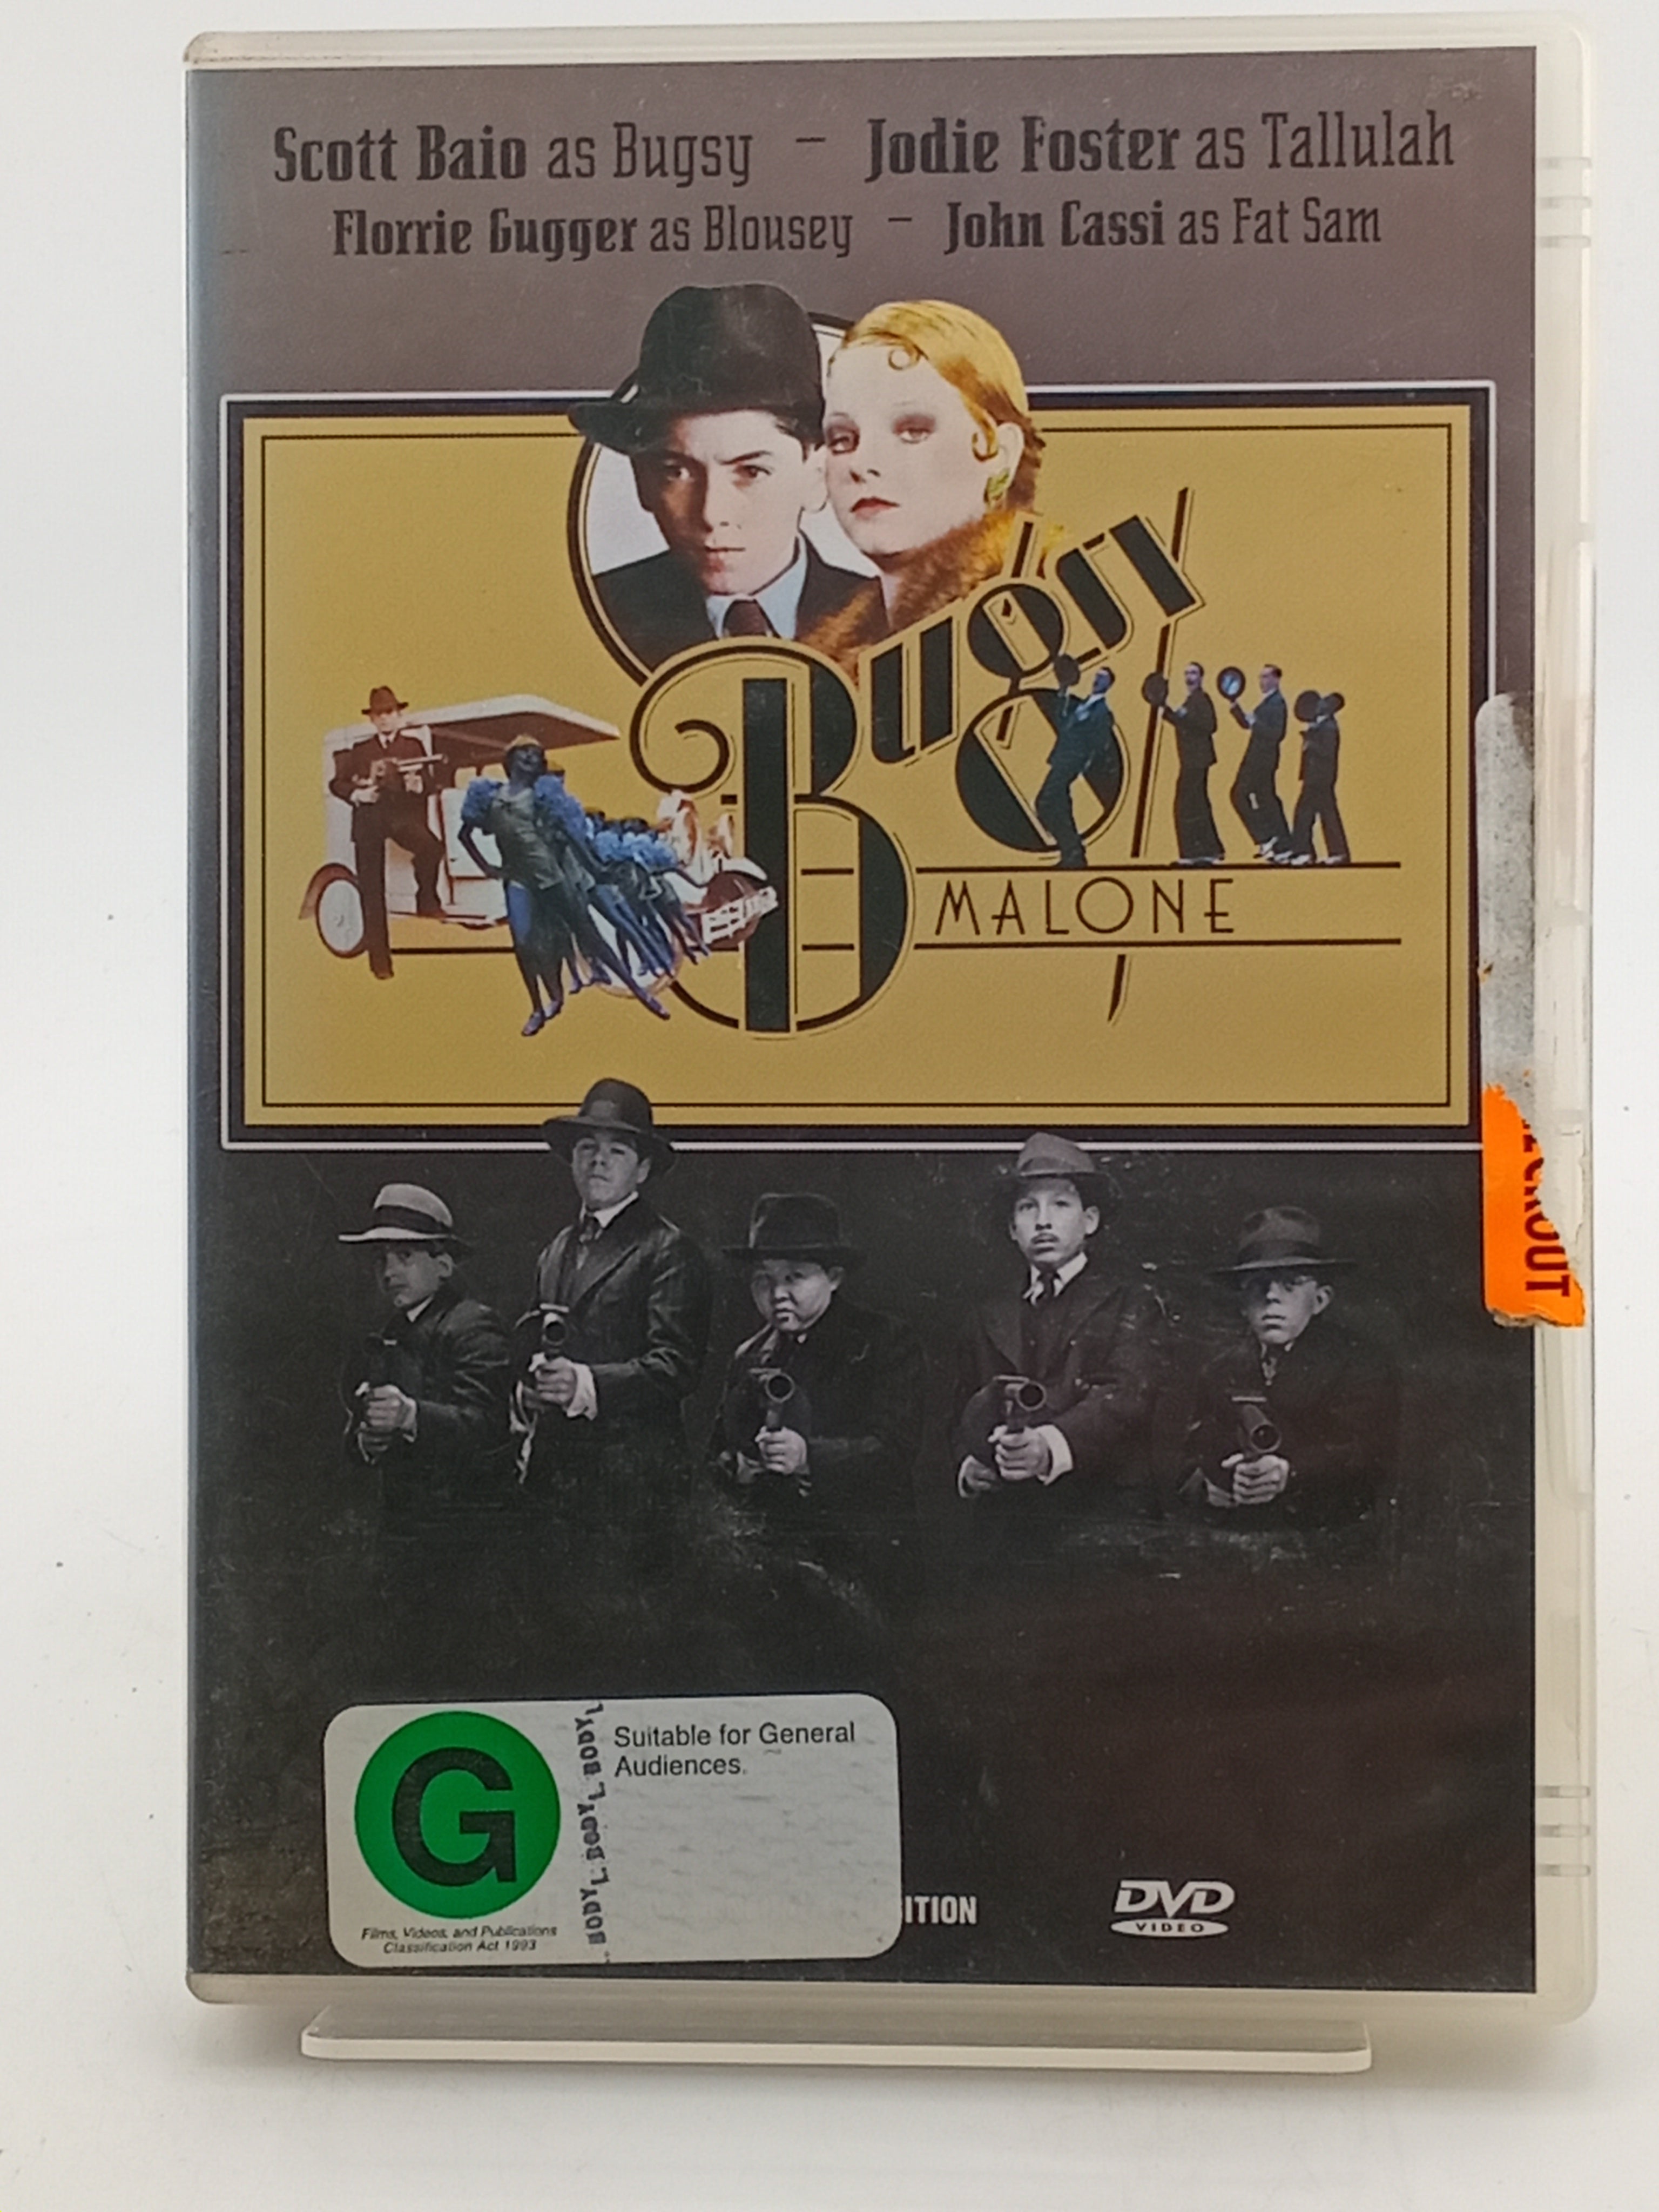 Scott Baio as Bugsy – Jodie Foster as Tallulah
Florrie Gugger as Blousey – John Cassi as Fat Sam
Bugsy
MALONE
G
Suitable for General
Audiences.
Films, Videos, and Publications
Classification Act 1993
ITION
DVD
VIDEO